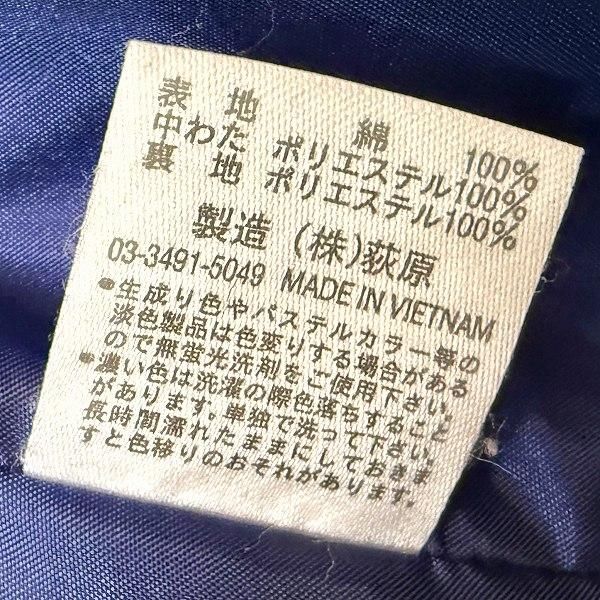 表 地 綿 100%
中わた ポリエステル100%
裏 地 ポリエステル100%
製造 (株)荻原
03-3491-5049 MADE IN VIETNAM
●生成り色やパステルカラー等の
淡色製品は色変りする場合がある
ので無蛍光洗剤をご使用下さい。
●濃い色は洗濯の際色落ちすること
があります。単独で洗って下さい。
長時間濡れたままにしておきま
すと色移りのおそれがあります。